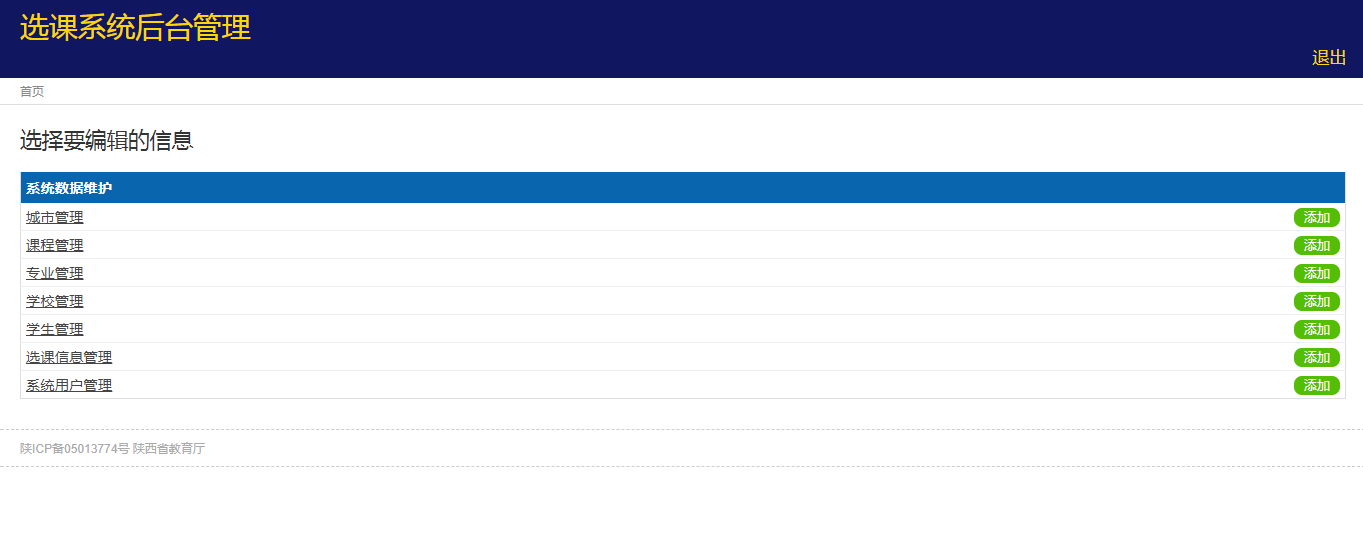 选课系统后台管理
退出
首页
选择要编辑的信息
系统数据维护
城市管理 添加
课程管理 添加
专业管理 添加
学校管理 添加
学生管理 添加
选课信息管理 添加
系统用户管理 添加
陕ICP备05013774号 陕西省教育厅